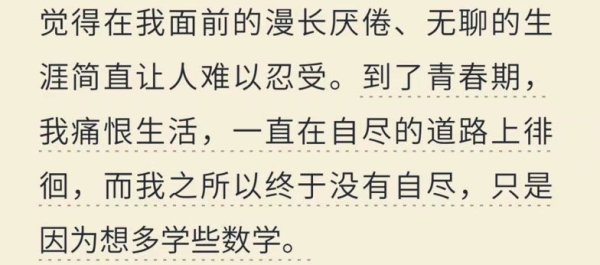 觉得在我面前的漫长厌倦、无聊的生
涯简直让人难以忍受。到了青春期，
我痛恨生活，一直在自尽的道路上徘
徊，而我之所以终于没有自尽，只是
因为想多学些数学。